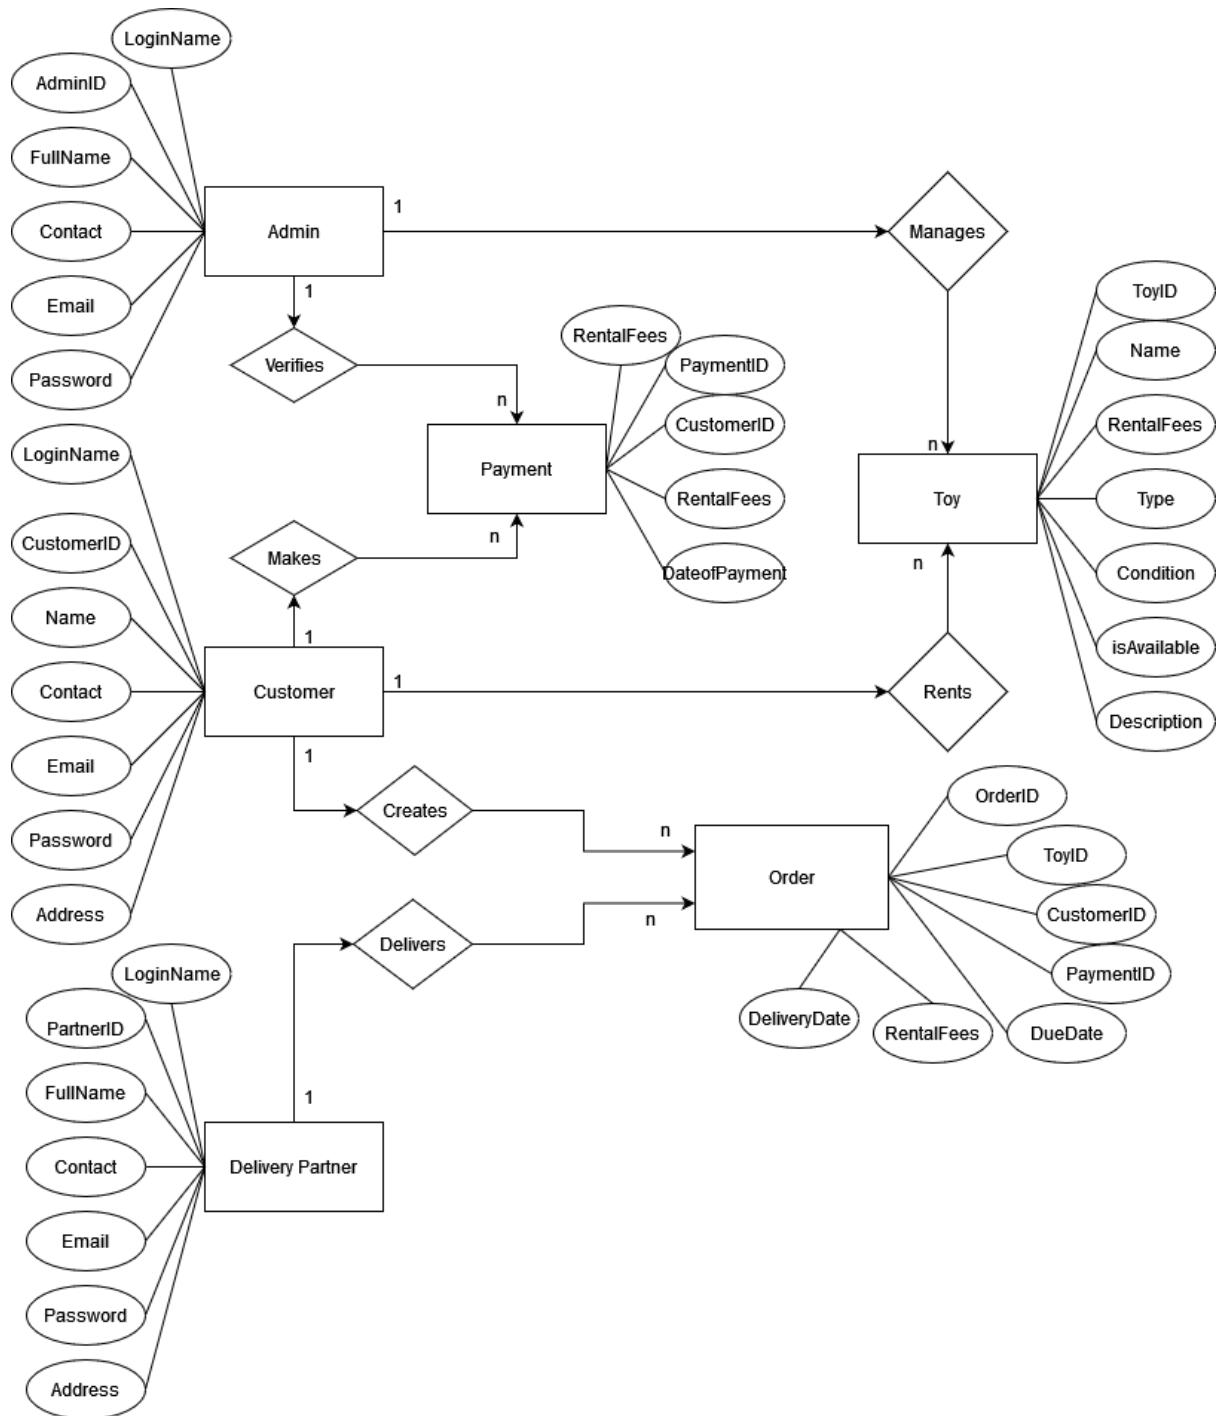 LoginName
AdminID
FullName
Contact
Email
Password
Admin
1
1
Manages
Verifies
n
RentalFees
PaymentID
CustomerID
RentalFees
DateofPayment
Payment
n
Makes
1
ToyID
Name
RentalFees
Type
Condition
isAvailable
Description
n
Toy
n
Rents
LoginName
CustomerID
Name
Contact
Email
Password
Address
Customer
1
1
Creates
n
Order
n
Delivers
OrderID
ToyID
CustomerID
PaymentID
DueDate
RentalFees
DeliveryDate
LoginName
PartnerID
FullName
Contact
Email
Password
Address
1
Delivery Partner